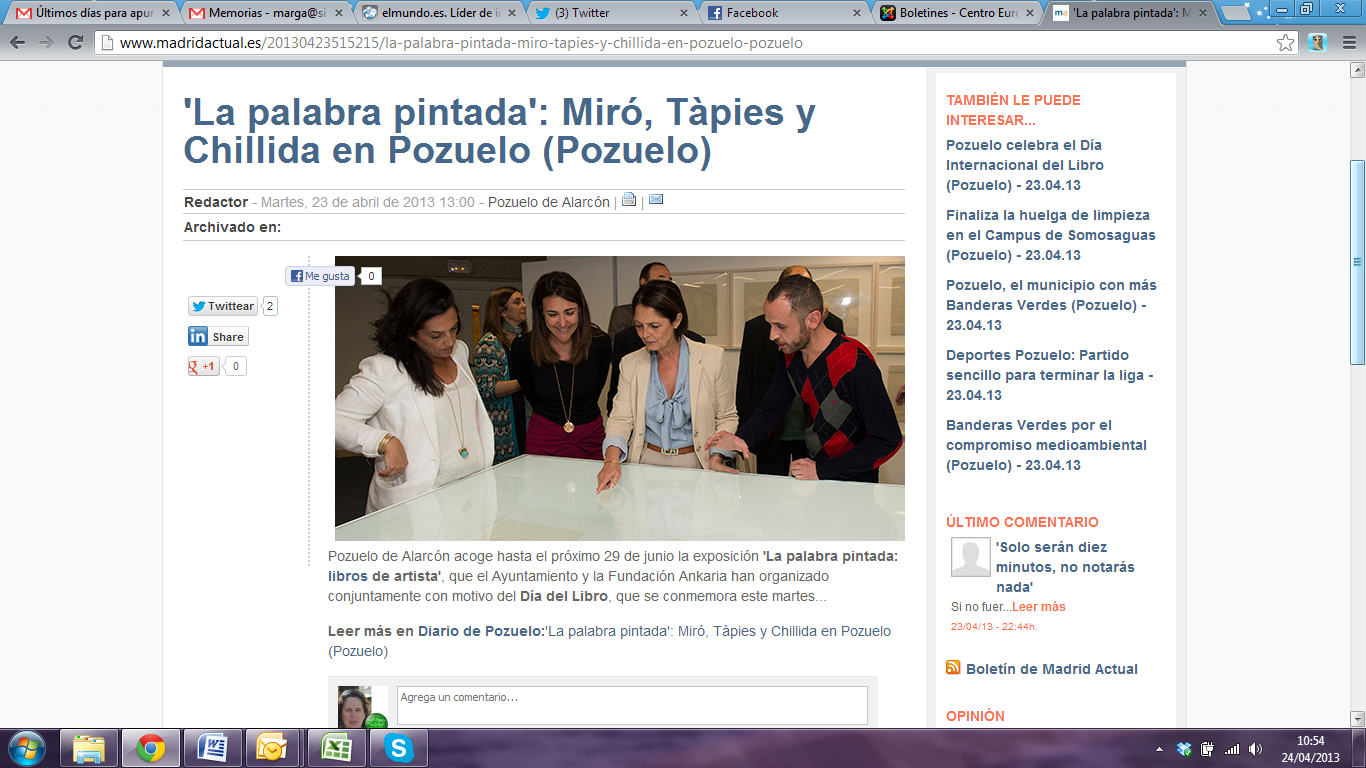 Últimos días para apur
Memorias - marga@si
elmundo.es. Líder de in
(3) Twitter
Facebook
Boletines - Centro Eur
'La palabra pintada': M
www.madridactual.es/20130423515215/la-palabra-pintada-miro-tapies-y-chillida-en-pozuelo-pozuelo
'La palabra pintada': Miró, Tàpies y
Chillida en Pozuelo (Pozuelo)
Redactor - Martes, 23 de abril de 2013 13:00 - Pozuelo de Alarcón | |
Archivado en:
Me gusta 0
Twittear 2
Share
+1 0
Pozuelo de Alarcón acoge hasta el próximo 29 de junio la exposición 'La palabra pintada:
libros de artista', que el Ayuntamiento y la Fundación Ankaria han organizado
conjuntamente con motivo del Día del Libro, que se conmemora este martes...
Leer más en Diario de Pozuelo:'La palabra pintada': Miró, Tàpies y Chillida en Pozuelo
(Pozuelo)
Agrega un comentario...
TAMBIÉN LE PUEDE
INTERESAR...
Pozuelo celebra el Día
Internacional del Libro
(Pozuelo) - 23.04.13
Finaliza la huelga de limpieza
en el Campus de Somosaguas
(Pozuelo) - 23.04.13
Pozuelo, el municipio con más
Banderas Verdes (Pozuelo) -
23.04.13
Deportes Pozuelo: Partido
sencillo para terminar la liga -
23.04.13
Banderas Verdes por el
compromiso medioambiental
(Pozuelo) - 23.04.13
ÚLTIMO COMENTARIO
'Solo serán diez
minutos, no notarás
nada'
Si no fuer...Leer más
23/04/13 - 22:44h.
Boletín de Madrid Actual
OPINIÓN
10:54
24/04/2013